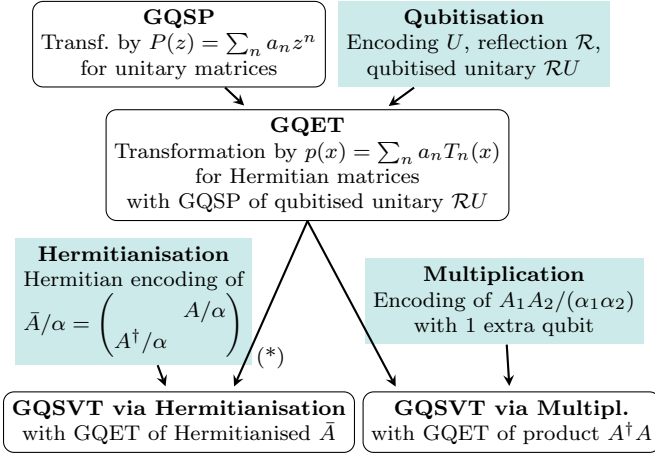 GQSP
Transf. by P(z) = ∑ₙ aₙzⁿ
for unitary matrices
Qubitisation
Encoding U, reflection ℛ,
qubitised unitary ℛU
GQET
Transformation by p(x) = ∑ₙ aₙTₙ(x)
for Hermitian matrices
with GQSP of qubitised unitary ℛU
Hermitianisation
Hermitian encoding of
Ā/α = ( A/α
A†/α )
(*)
Multiplication
Encoding of A₁A₂/(α₁α₂)
with 1 extra qubit
GQSVT via Hermitianisation
with GQET of Hermitianised Ā
GQSVT via Multipl.
with GQET of product A†A